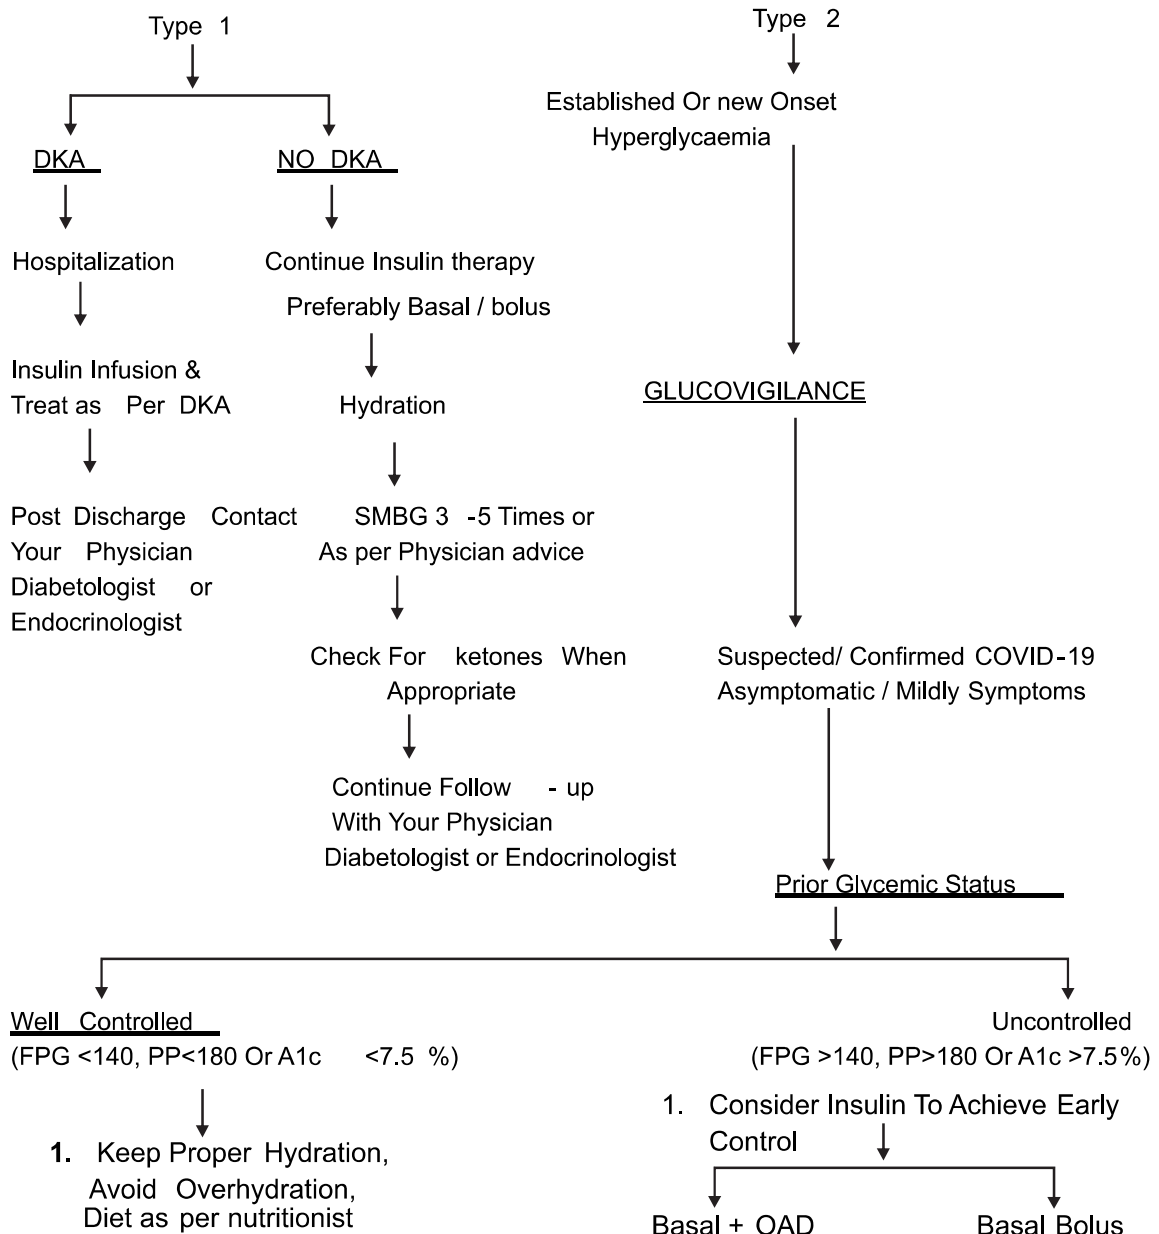 Type 1
DKA
NO DKA
Hospitalization
Continue Insulin therapy
Preferably Basal / bolus
Insulin Infusion &
Treat as Per DKA
Hydration
Post Discharge Contact
Your Physician
Diabetologist or
Endocrinologist
SMBG 3 -5 Times or
As per Physician advice
Check For ketones When
Appropriate
Continue Follow - up
With Your Physician
Diabetologist or Endocrinologist
Type 2
Established Or new Onset
Hyperglycaemia
GLUCOVIGILANCE
Suspected/ Confirmed COVID-19
Asymptomatic / Mildly Symptoms
Prior Glycemic Status
Well Controlled
(FPG <140, PP<180 Or A1c <7.5 %)
1. Keep Proper Hydration,
Avoid Overhydration,
Diet as per nutritionist
Uncontrolled
(FPG >140, PP>180 Or A1c >7.5%)
1. Consider Insulin To Achieve Early
Control
Basal + OAD
Basal Bolus